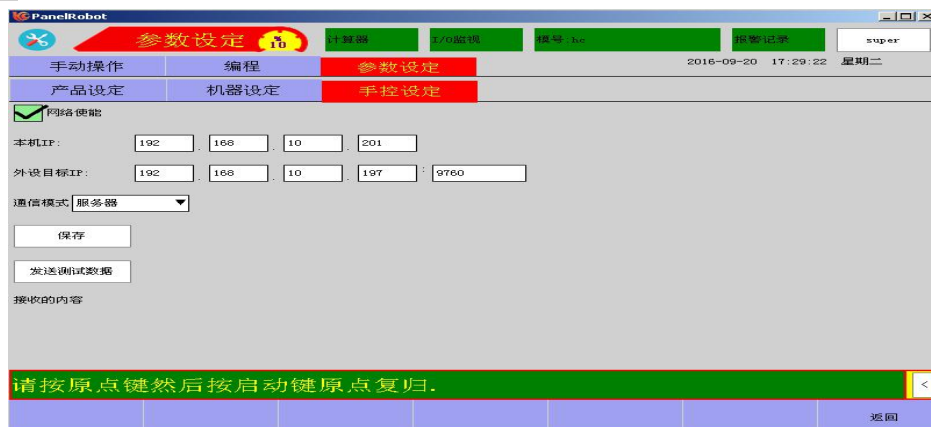 PanelRobot
参数设定 % 10 计算器 I/O监视 模号:hc 报警记录 super
手动操作 编程 参数设定 2016-09-20 17:29:22 星期二
产品设定 机器设定 手控设定
网络使能
本机IP: 192 . 168 . 10 . 201
外设目标IP: 192 . 168 . 10 . 197 : 9760
通信模式 服务器
保存
发送测试数据
接收的内容
请按原点键然后按启动键原点复归.
<
返回